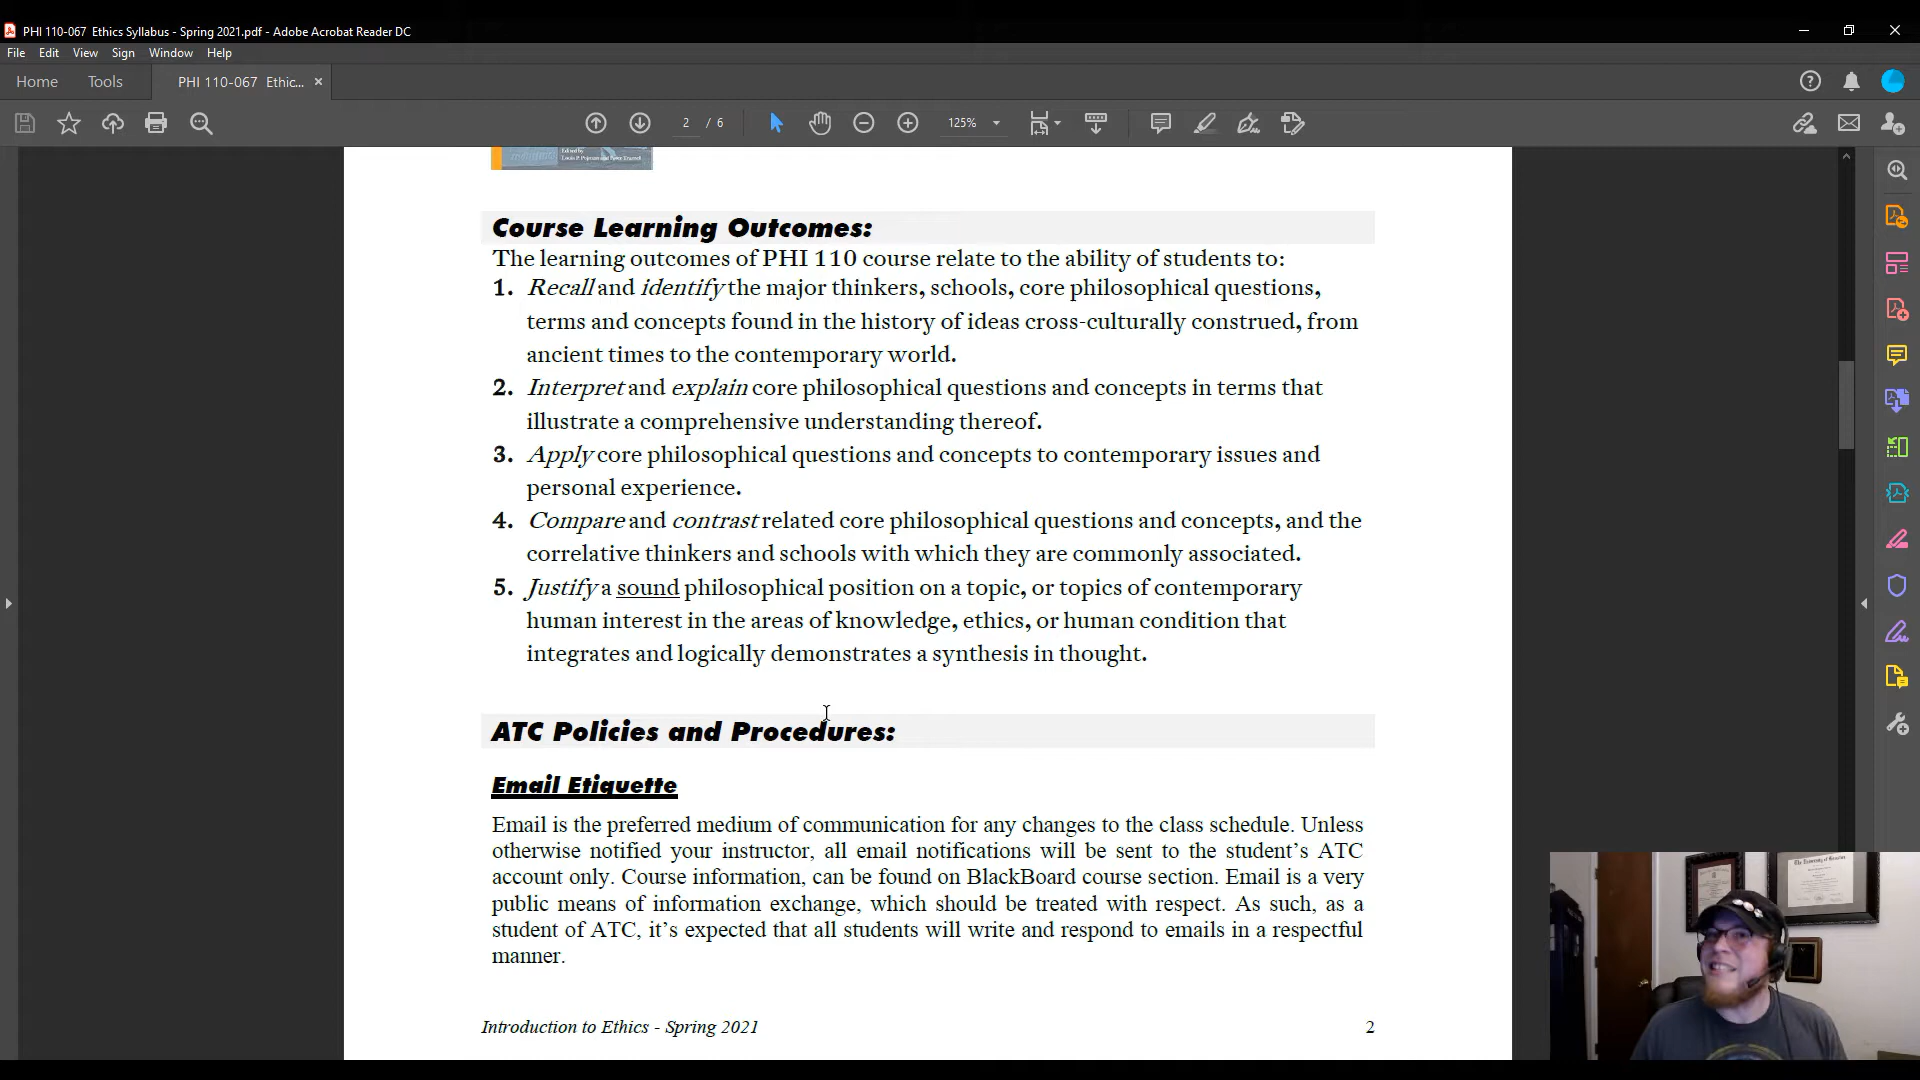 PHI 110-067 Ethics Syllabus - Spring 2021.pdf - Adobe Acrobat Reader DC
File Edit View Sign Window Help
Home Tools PHI 110-067 Ethic... ×
2 / 6 125%
Edited by
Louis P. Pojman and Peter Tramel
Course Learning Outcomes:
The learning outcomes of PHI 110 course relate to the ability of students to:
1. Recall and identify the major thinkers, schools, core philosophical questions,
terms and concepts found in the history of ideas cross-culturally construed, from
ancient times to the contemporary world.
2. Interpret and explain core philosophical questions and concepts in terms that
illustrate a comprehensive understanding thereof.
3. Apply core philosophical questions and concepts to contemporary issues and
personal experience.
4. Compare and contrast related core philosophical questions and concepts, and the
correlative thinkers and schools with which they are commonly associated.
5. Justify a sound philosophical position on a topic, or topics of contemporary
human interest in the areas of knowledge, ethics, or human condition that
integrates and logically demonstrates a synthesis in thought.
ATC Policies and Procedures:
Email Etiquette
Email is the preferred medium of communication for any changes to the class schedule. Unless
otherwise notified your instructor, all email notifications will be sent to the student’s ATC
account only. Course information, can be found on BlackBoard course section. Email is a very
public means of information exchange, which should be treated with respect. As such, as a
student of ATC, it’s expected that all students will write and respond to emails in a respectful
manner.
Introduction to Ethics - Spring 2021 2